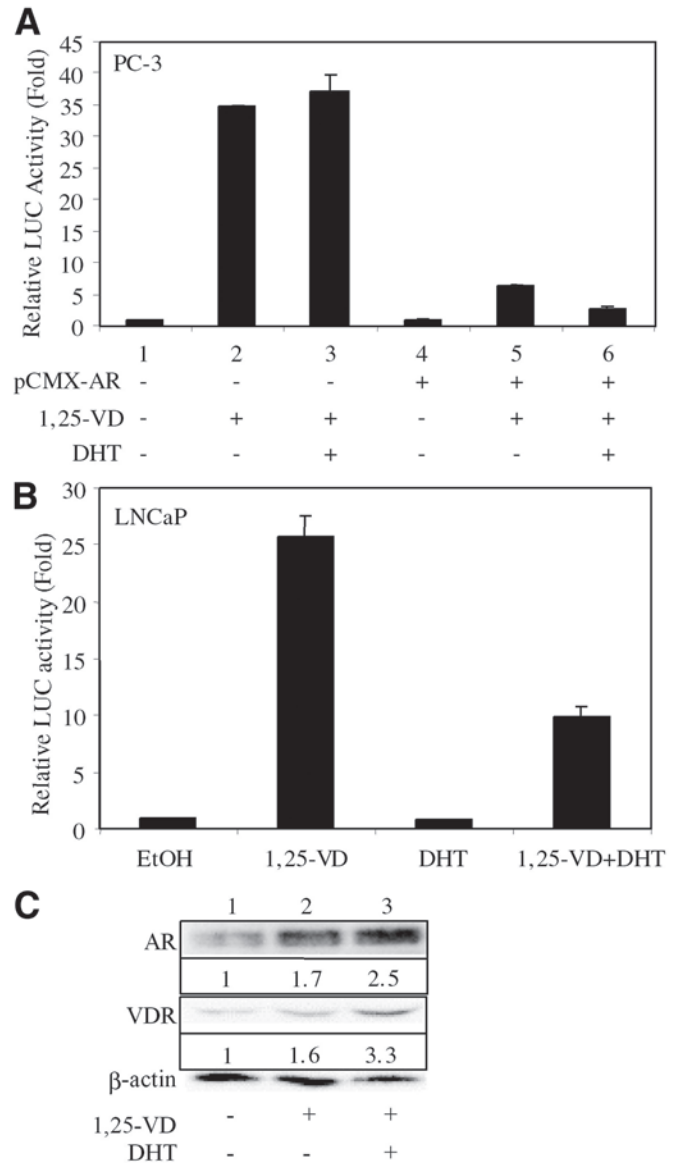 A
45
40
35
30
25
20
15
10
5
0
Relative LUC Activity (Fold)
PC-3
1 2 3 4 5 6
pCMX-AR - - - + + +
1,25-VD - + + - + +
DHT - - + - - +
B
30
25
20
15
10
5
0
Relative LUC activity (Fold)
LNCaP
EtOH 1,25-VD DHT 1,25-VD+DHT
C
1 2 3
AR
1 1.7 2.5
VDR
1 1.6 3.3
β-actin
1,25-VD - + +
DHT - - +